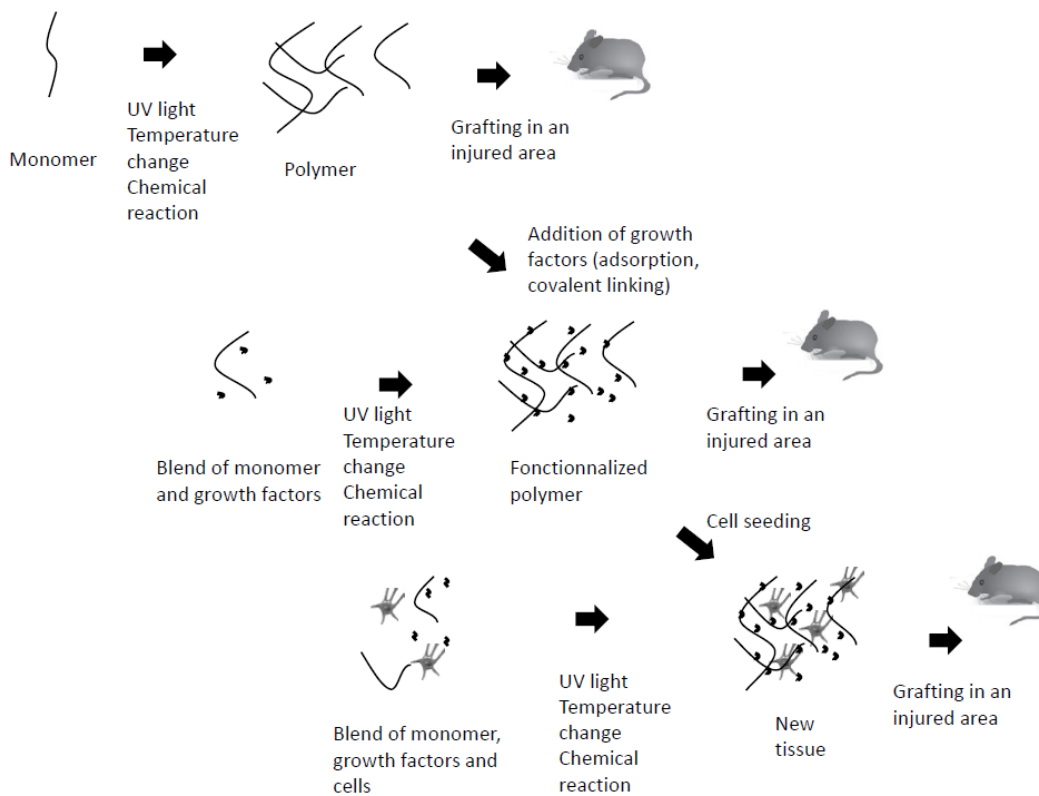 Monomer
UV light
Temperature
change
Chemical
reaction
Polymer
Grafting in an
injured area
Addition of growth
factors (adsorption,
covalent linking)
Blend of monomer
and growth factors
UV light
Temperature
change
Chemical
reaction
Fonctionnalized
polymer
Grafting in an
injured area
Cell seeding
Blend of monomer,
growth factors and
cells
UV light
Temperature
change
Chemical
reaction
New
tissue
Grafting in an
injured area